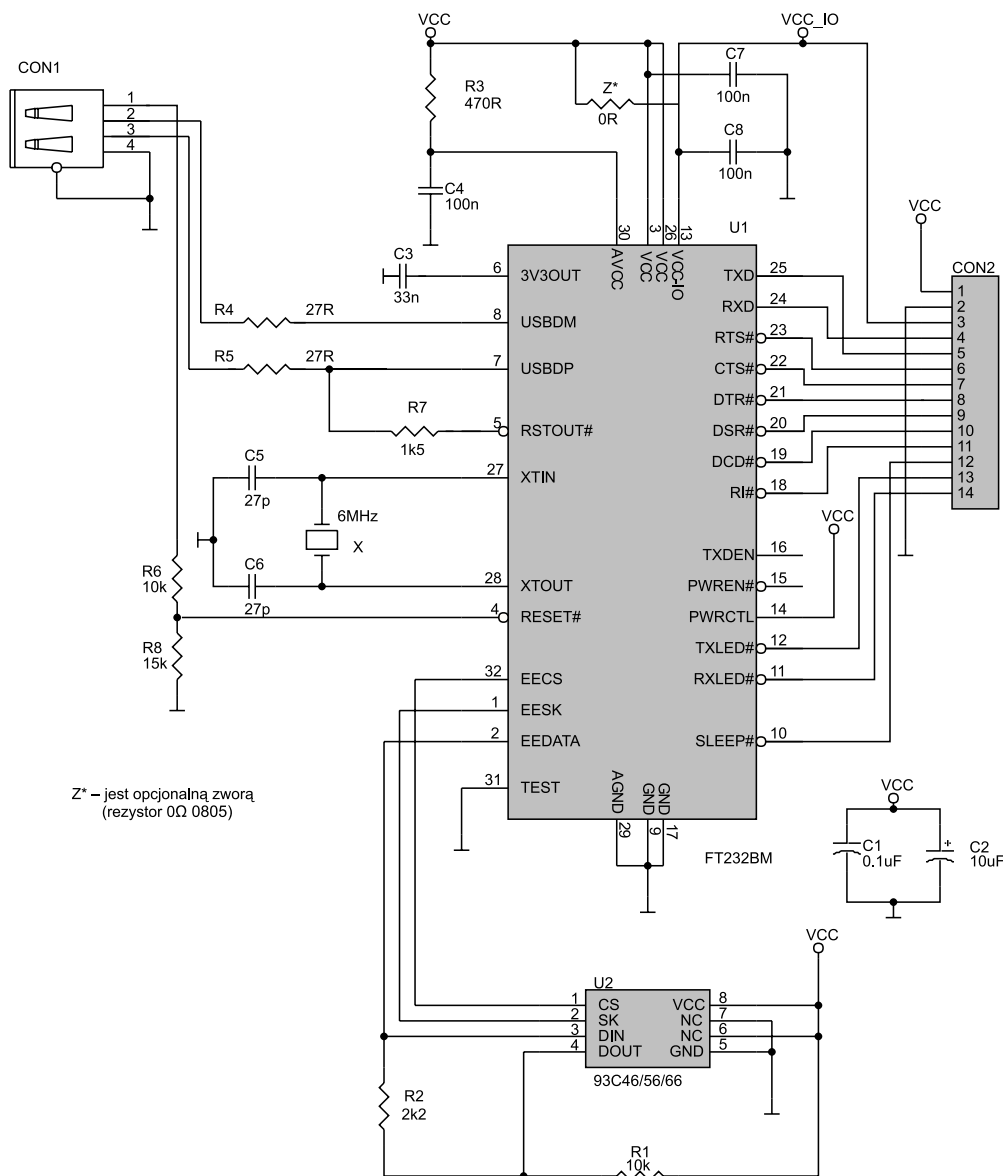 VCC
VCC_IO
CON1
1
2
3
4
R3
470R
Z*
0R
C7
100n
C8
100n
C4
100n
VCC
U1
CON2
30
3
26
13
AVCC
VCC
VCC
VCC-IO
C3
33n
6
3V3OUT
R4
27R
8
USBDM
R5
27R
7
USBDP
R7
1k5
5
RSTOUT#
C5
27p
27
XTIN
6MHz
X
C6
27p
28
XTOUT
R6
10k
4
RESET#
R8
15k
32
EECS
1
EESK
2
EEDATA
31
TEST
TXD
25
RXD
24
RTS#
23
CTS#
22
DTR#
21
DSR#
20
DCD#
19
RI#
18
TXDEN
16
PWREN#
15
PWRCTL
14
TXLED#
12
RXLED#
11
SLEEP#
10
VCC
1
2
3
4
5
6
7
8
9
10
11
12
13
14
AGND
GND
GND
29
9
17
FT232BM
Z* – jest opcjonalną zworą
(rezystor 0Ω 0805)
VCC
C1
0.1uF
+
C2
10uF
VCC
U2
1
CS
2
SK
3
DIN
4
DOUT
VCC
8
NC
7
NC
6
GND
5
93C46/56/66
R2
2k2
R1
10k